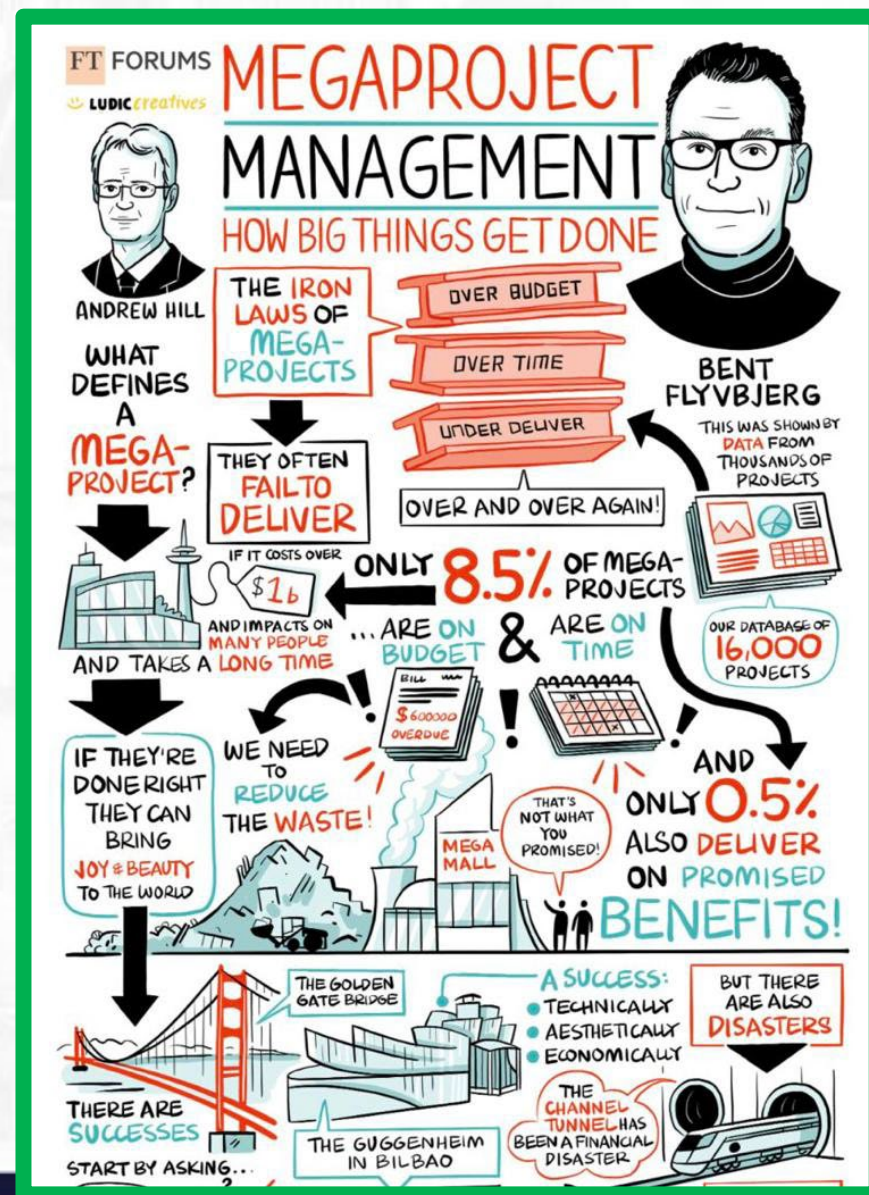 FT FORUMS
LUDIC creatives
MEGAPROJECT
MANAGEMENT
HOW BIG THINGS GET DONE
ANDREW HILL
BENT
FLYVBJERG
THE IRON
LAWS OF
MEGA-
PROJECTS
OVER BUDGET
OVER TIME
UNDER DELIVER
OVER AND OVER AGAIN!
THIS WAS SHOWN BY
DATA FROM
THOUSANDS OF
PROJECTS
OUR DATABASE OF
16,000
PROJECTS
WHAT
DEFINES
A
MEGA-
PROJECT?
THEY OFTEN
FAIL TO
DELIVER
IF IT COSTS OVER
$1b
AND IMPACTS ON
MANY PEOPLE
AND TAKES A LONG TIME
ONLY 8.5% OF MEGA-
PROJECTS
... ARE ON
BUDGET
&
ARE ON
TIME
BILL
$600000
OVERDUE
!
!
!
IF THEY'RE
DONE RIGHT
THEY CAN
BRING
JOY & BEAUTY
TO THE WORLD
WE NEED
TO
REDUCE
THE WASTE!
MEGA
MALL
THAT'S
NOT WHAT
YOU
PROMISED!
AND
ONLY 0.5%
ALSO DELIVER
ON PROMISED
BENEFITS!
THE GOLDEN
GATE BRIDGE
THERE ARE
SUCCESSES
A SUCCESS:
• TECHNICALLY
• AESTHETICALLY
• ECONOMICALLY
THE GUGGENHEIM
IN BILBAO
BUT THERE
ARE ALSO
DISASTERS
THE
CHANNEL
TUNNEL HAS
BEEN A FINANCIAL
DISASTER
START BY ASKING...